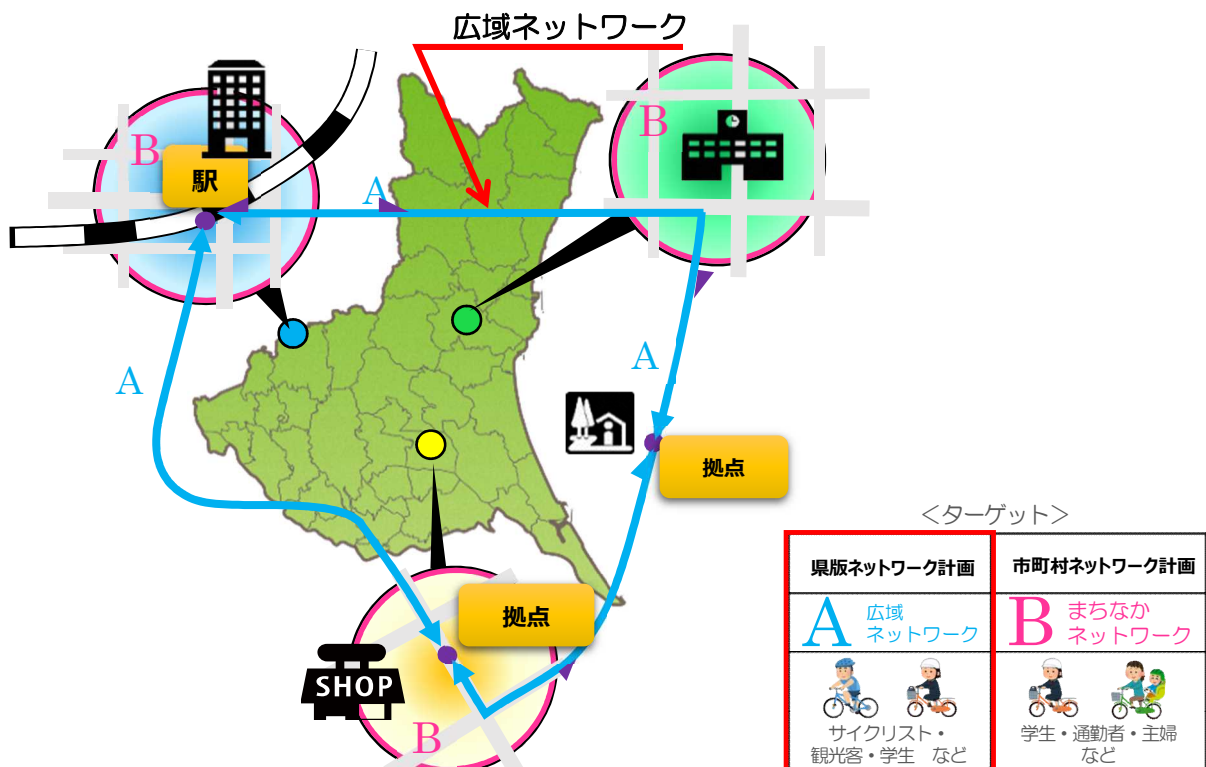 広域ネットワーク
B
駅
A
B
A
A
拠点
拠点
SHOP
B
＜ターゲット＞
県版ネットワーク計画
市町村ネットワーク計画
A 広域
ネットワーク
B まちなか
ネットワーク
サイクリスト・
観光客・学生　など
学生・通勤者・主婦
など